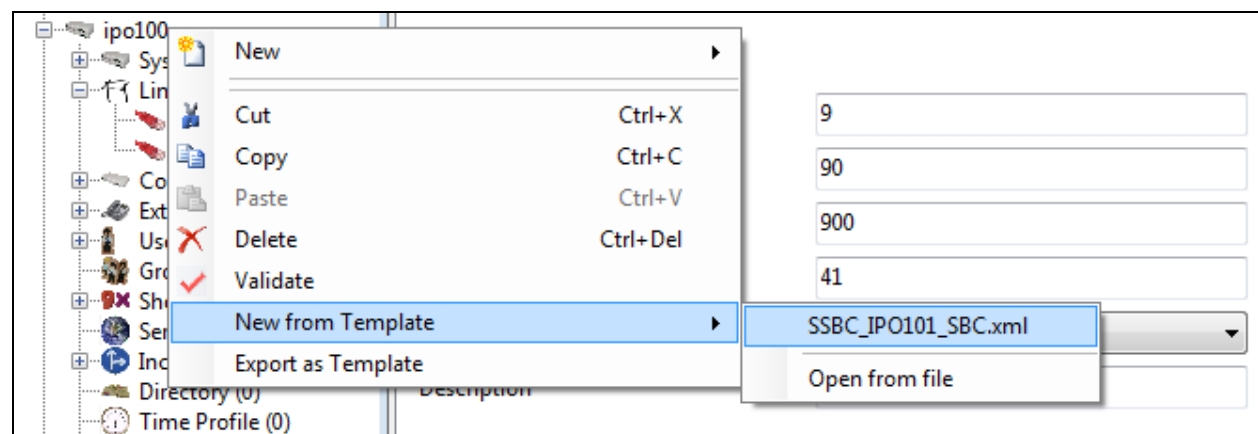 ipo100
Sys
Lin
Co
Ext
Use
Gro
Sho
Ser
Inc
Directory (0)
Time Profile (0)
New
Cut Ctrl+X
Copy Ctrl+C
Paste Ctrl+V
Delete Ctrl+Del
Validate
New from Template
Export as Template
SSBC_IPO101_SBC.xml
Open from file
9
90
900
41
Description